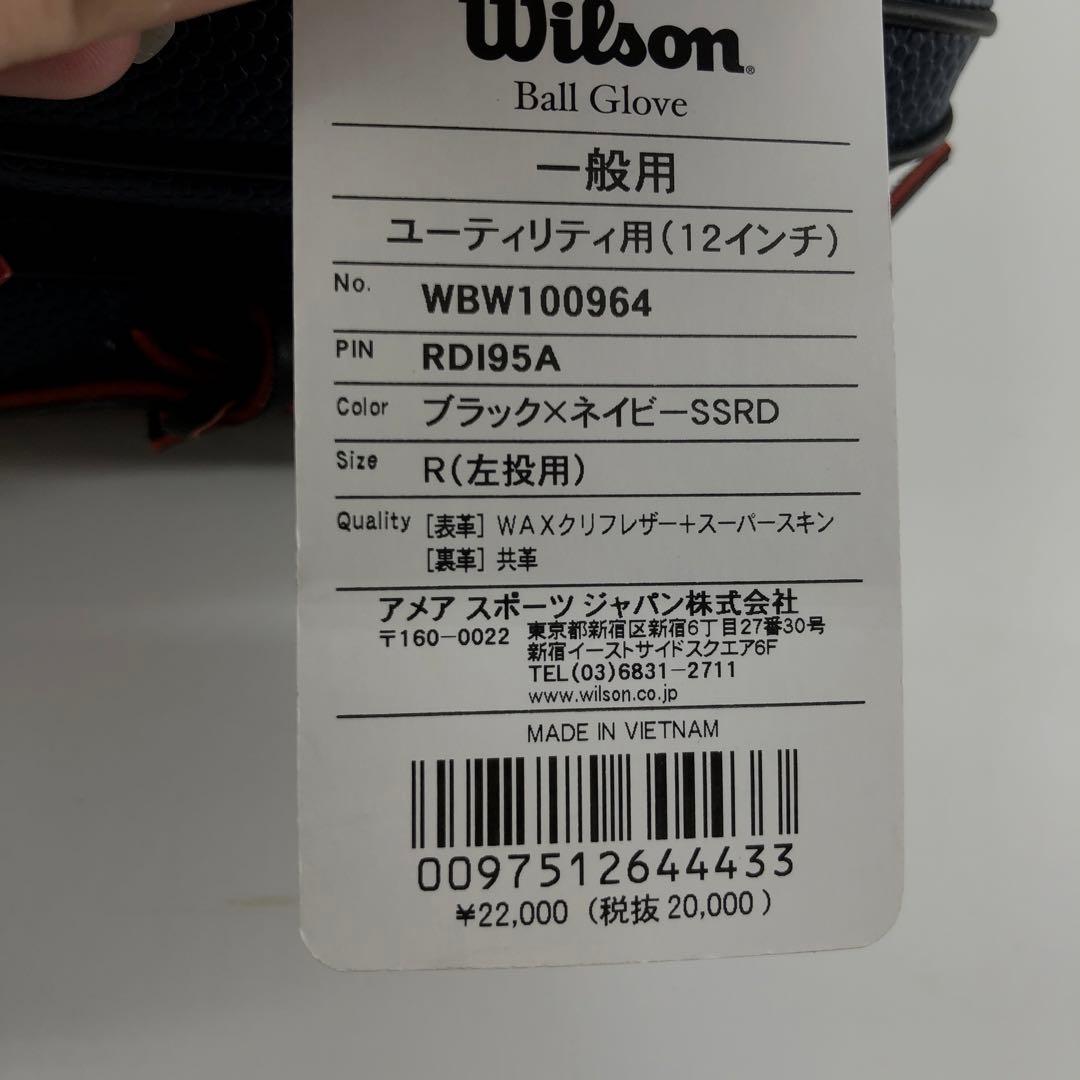 Wilson®
Ball Glove
一般用
ユーティリティ用(12インチ)
No. WBW100964
PIN RDI95A
Color ブラック×ネイビーSSRD
Size R(左投用)
Quality [表革] WAXクリフレザー+スーパースキン
[裏革] 共革
アメア スポーツ ジャパン株式会社
〒160-0022 東京都新宿区新宿6丁目27番30号
新宿イーストサイドスクエア6F
TEL(03)6831-2711
www.wilson.co.jp
MADE IN VIETNAM
0097512644433
¥22,000 (税抜 20,000)